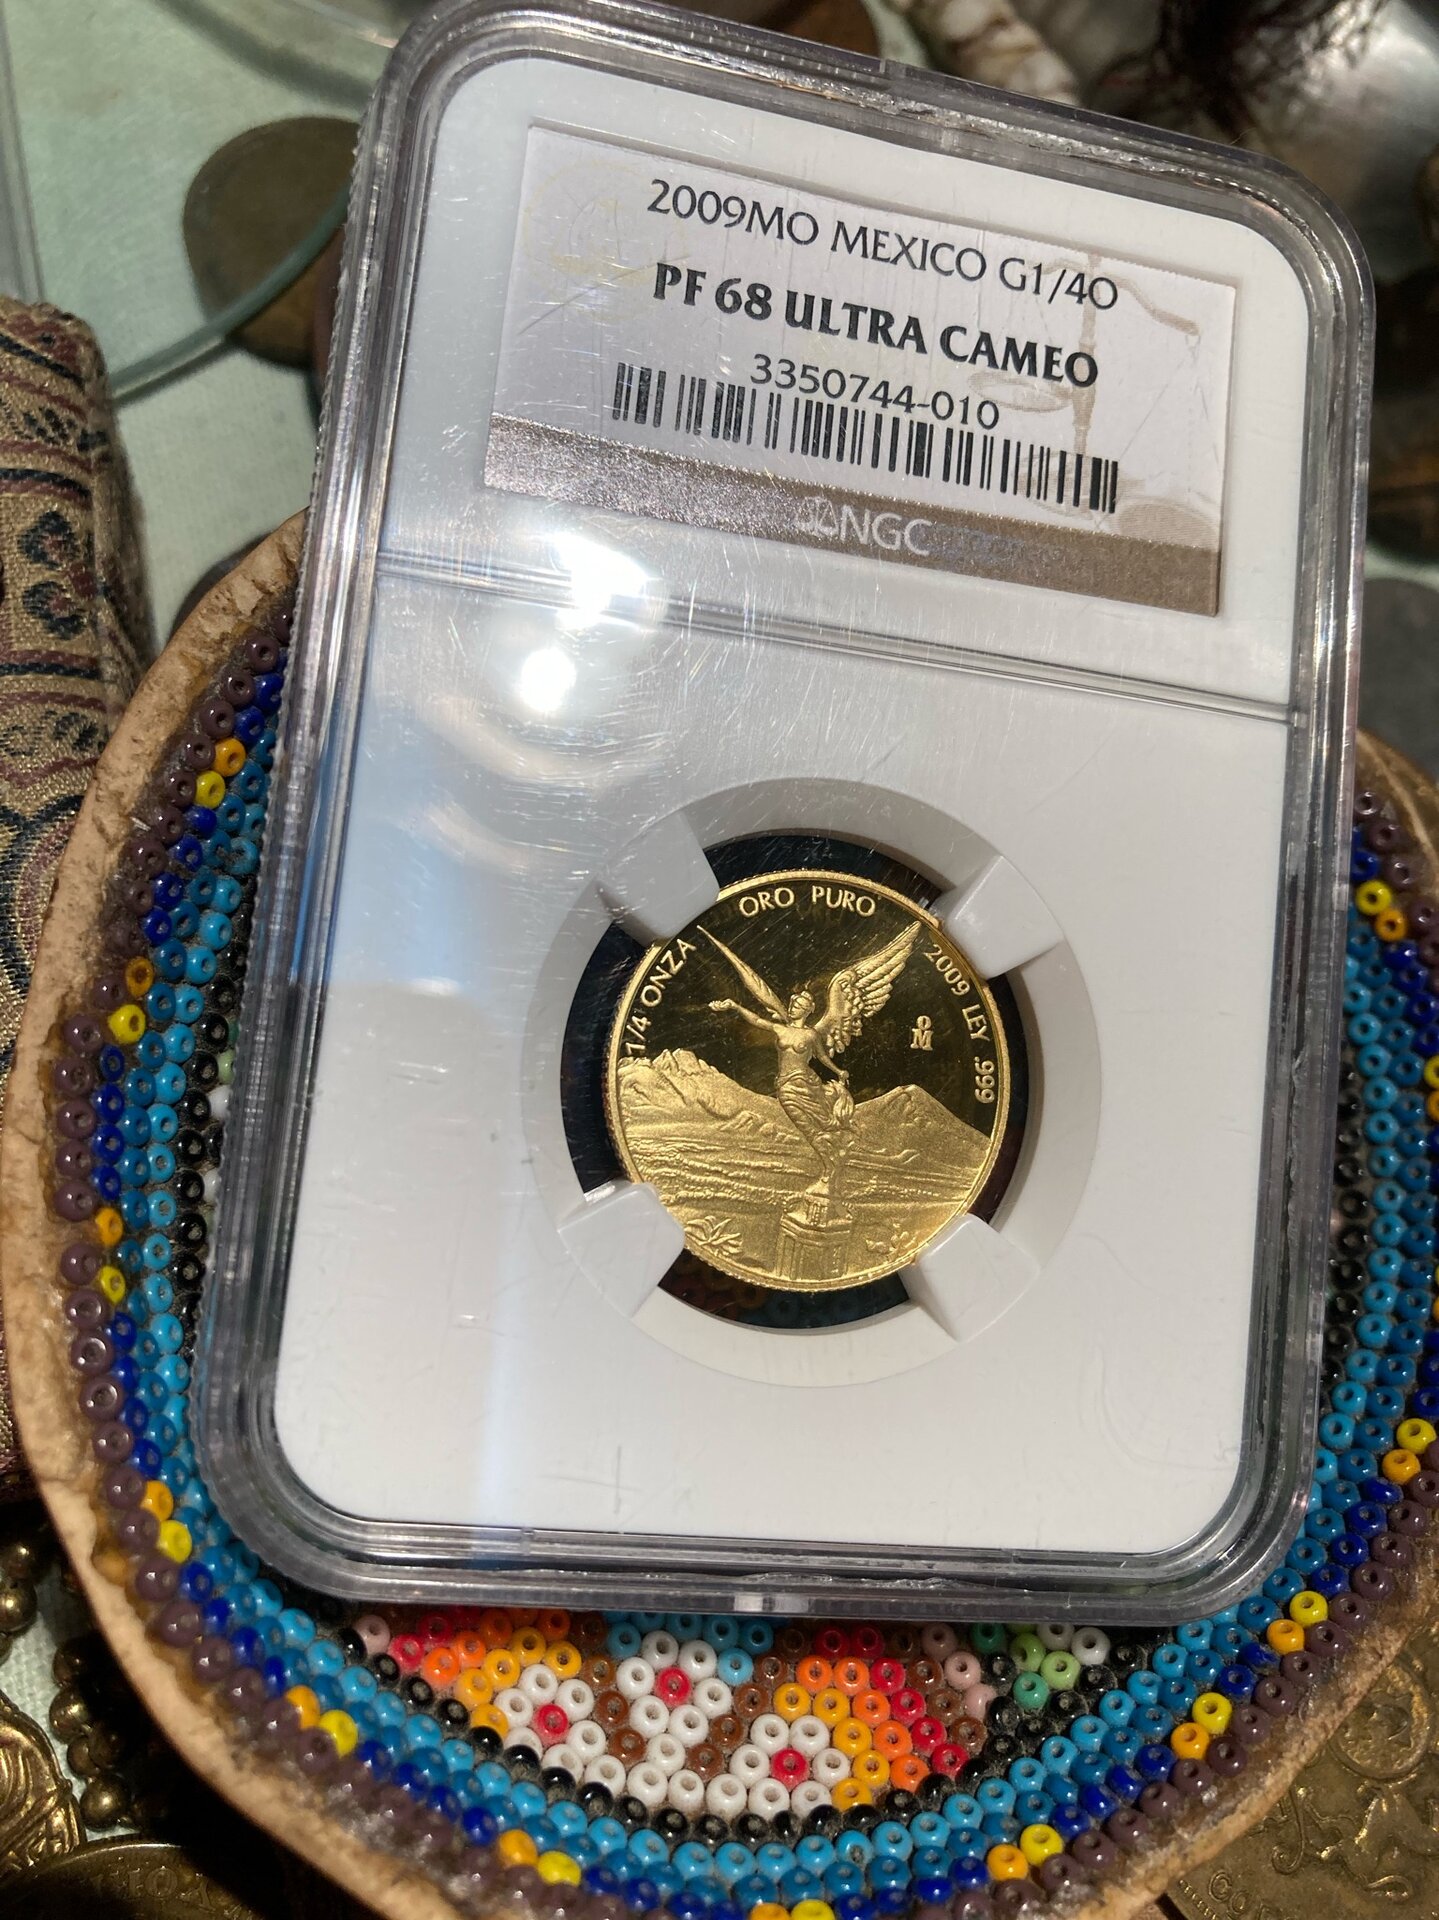 2009MO MEXICO G1/4O
PF 68 ULTRA CAMEO
3350744-010
NGC
1/4 ONZA
ORO PURO
2009 LEY .999
oM